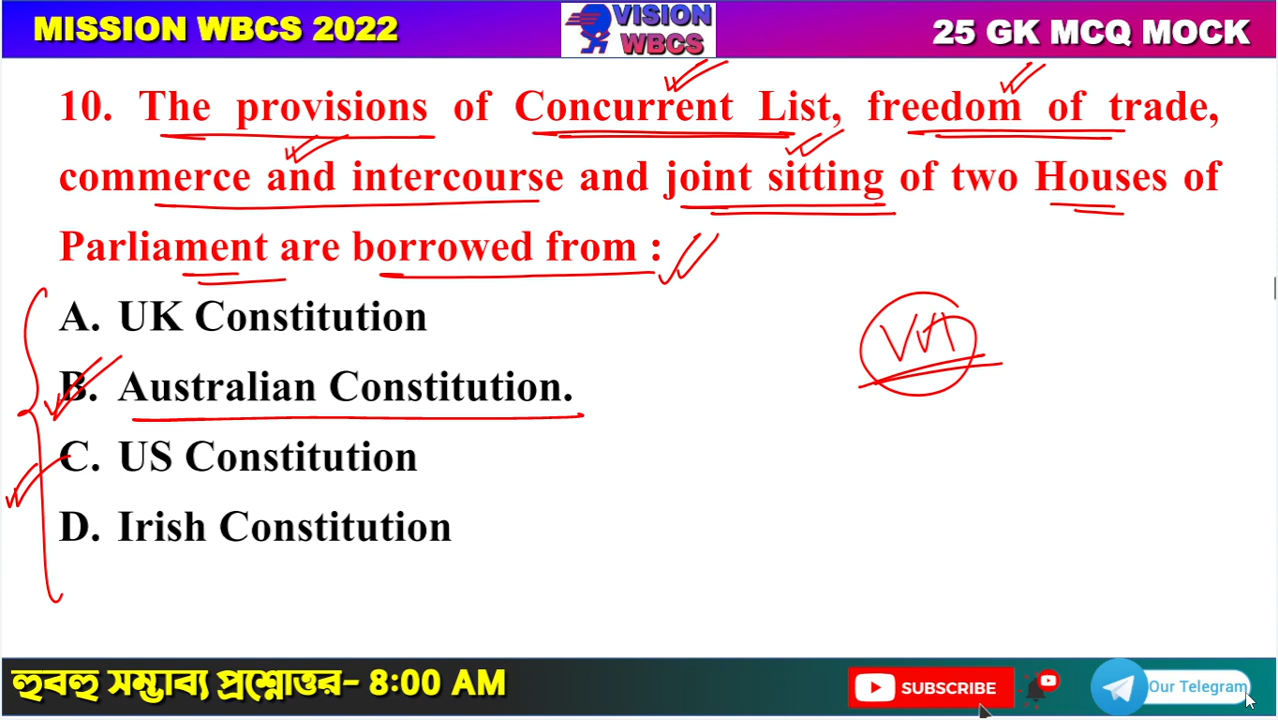 MISSION WBCS 2022
VISION
WBCS
25 GK MCQ MOCK
10. The provisions of Concurrent List, freedom of trade,
commerce and intercourse and joint sitting of two Houses of
Parliament are borrowed from :
A. UK Constitution
B. Australian Constitution.
C. US Constitution
D. Irish Constitution
হুবহু সম্ভাব্য প্রশ্নোত্তর- 8:00 AM
SUBSCRIBE
Our Telegram